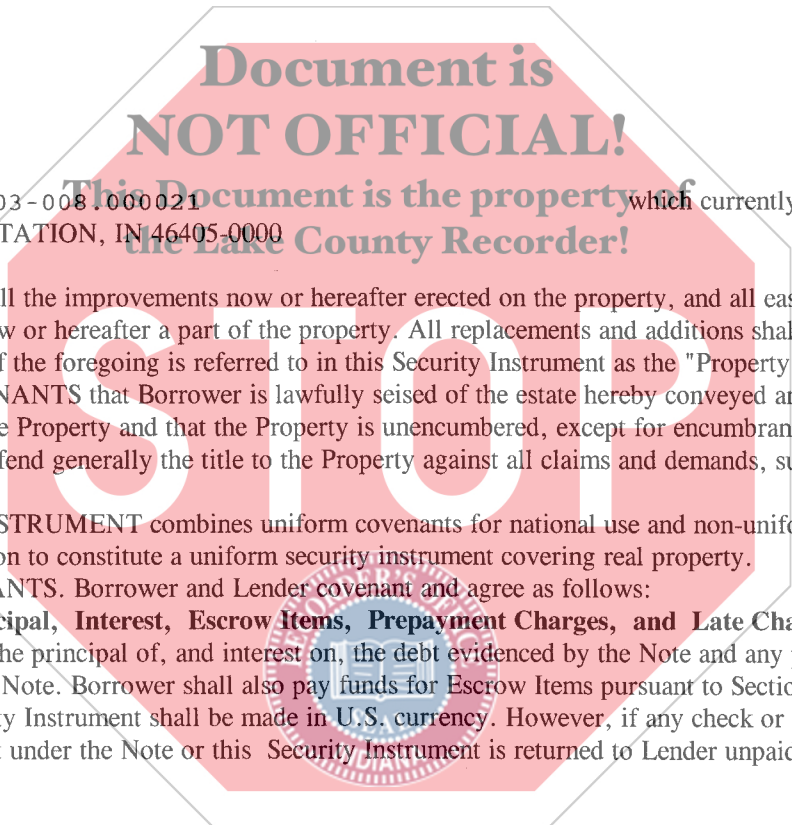 Document is
NOT OFFICIAL!
This Document is the property of
the Lake County Recorder!
03-008.000021 which currently
TATION, IN 46405-0000
ll the improvements now or hereafter erected on the property, and all eas
w or hereafter a part of the property. All replacements and additions shal
f the foregoing is referred to in this Security Instrument as the "Property
NANTS that Borrower is lawfully seised of the estate hereby conveyed an
e Property and that the Property is unencumbered, except for encumbran
fend generally the title to the Property against all claims and demands, su
STOP
STRUMENT combines uniform covenants for national use and non-unifo
on to constitute a uniform security instrument covering real property.
ANTS. Borrower and Lender covenant and agree as follows:
cipal, Interest, Escrow Items, Prepayment Charges, and Late Cha
he principal of, and interest on, the debt evidenced by the Note and any p
Note. Borrower shall also pay funds for Escrow Items pursuant to Sectio
ty Instrument shall be made in U.S. currency. However, if any check or
t under the Note or this Security Instrument is returned to Lender unpaid
RECORDER'S OFFICE
SEAL
INDIANA